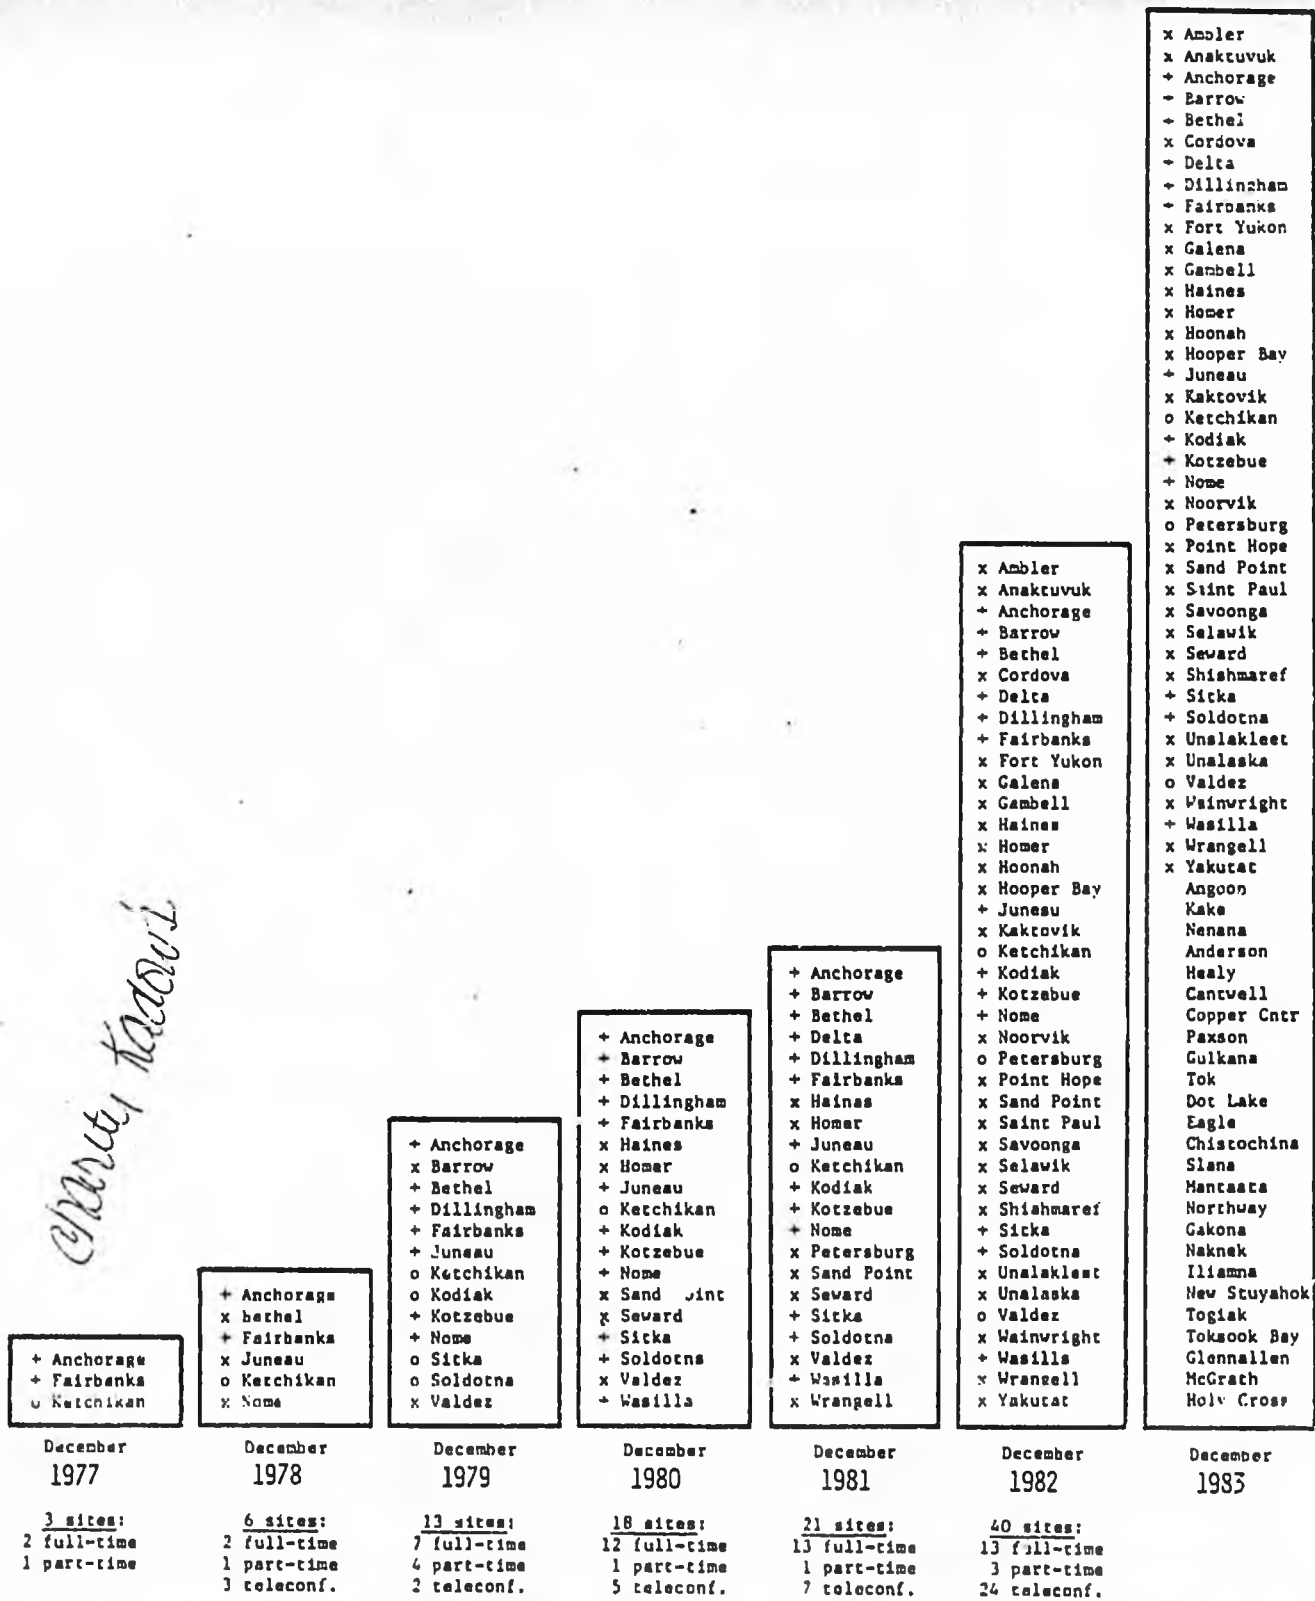 + Anchorage
+ Fairbanks
o Ketchikan
December
1977
3 sites:
2 full-time
1 part-time
+ Anchorage
x bethel
+ Fairbanks
x Juneau
o Ketchikan
x Nome
December
1978
6 sites:
2 full-time
1 part-time
3 teleconf.
+ Anchorage
x Barrow
+ Bethel
+ Dillingham
+ Fairbanks
+ Juneau
o Ketchikan
o Kodiak
+ Kotzebue
+ Nome
o Sitka
o Soldotna
x Valdez
December
1979
13 sites:
7 full-time
4 part-time
2 teleconf.
+ Anchorage
+ Barrow
+ Bethel
+ Dillingham
+ Fairbanks
x Haines
x Homer
+ Juneau
o Ketchikan
+ Kodiak
+ Kotzebue
+ Nome
x Sand
x Seward
+ Sitka
+ Soldotna
x Valdez
+ Wasilla
December
1980
18 sites:
12 full-time
1 part-time
5 teleconf.
+ Anchorage
+ Barrow
+ Bethel
+ Delta
+ Dillingham
+ Fairbanks
x Haines
x Homer
+ Juneau
o Ketchikan
+ Kodiak
+ Kotzebue
+ Nome
x Petersburg
x Sand Point
x Seward
+ Sitka
+ Soldotna
x Valdez
+ Wasilla
x Wrangell
December
1981
21 sites:
13 full-time
1 part-time
7 teleconf.
x Ambler
x Anaktuvuk
+ Anchorage
+ Barrow
+ Bethel
x Cordova
+ Delta
+ Dillingham
+ Fairbanks
x Fort Yukon
x Galena
x Gambell
x Haines
x Homer
x Hoonah
x Hooper Bay
+ Juneau
x Kaktovik
o Ketchikan
+ Kodiak
+ Kotzebue
+ Nome
x Noorvik
o Petersburg
x Point Hope
x Sand Point
x Saint Paul
x Savoonga
x Selawik
x Seward
x Shishmaref
+ Sitka
+ Soldotna
x Unalakleet
x Unalaska
o Valdez
x Wainwright
+ Wasilla
x Wrangell
x Yakutat
December
1982
40 sites:
13 full-time
3 part-time
24 teleconf.
x Ambler
x Anaktuvuk
+ Anchorage
+ Barrow
+ Bethel
x Cordova
+ Delta
+ Dillingham
+ Fairbanks
x Fort Yukon
x Galena
x Gambell
x Haines
x Homer
x Hoonah
x Hooper Bay
+ Juneau
x Kaktovik
o Ketchikan
+ Kodiak
+ Kotzebue
+ Nome
x Noorvik
o Petersburg
x Point Hope
x Sand Point
x Saint Paul
x Savoonga
x Selawik
x Seward
x Shishmaref
+ Sitka
+ Soldotna
x Unalakleet
x Unalaska
o Valdez
x Wainwright
+ Wasilla
x Wrangell
x Yakutat
Angoon
Kake
Nenana
Anderson
Healy
Cantwell
Copper Cntr
Paxson
Gulkana
Tok
Dot Lake
Eagle
Chistochina
Slana
Mantasta
Northway
Gakona
Naknek
Iliamna
New Stuyahok
Togiak
Toksook Bay
Glennallen
McGrath
Holy Cross
December
1983